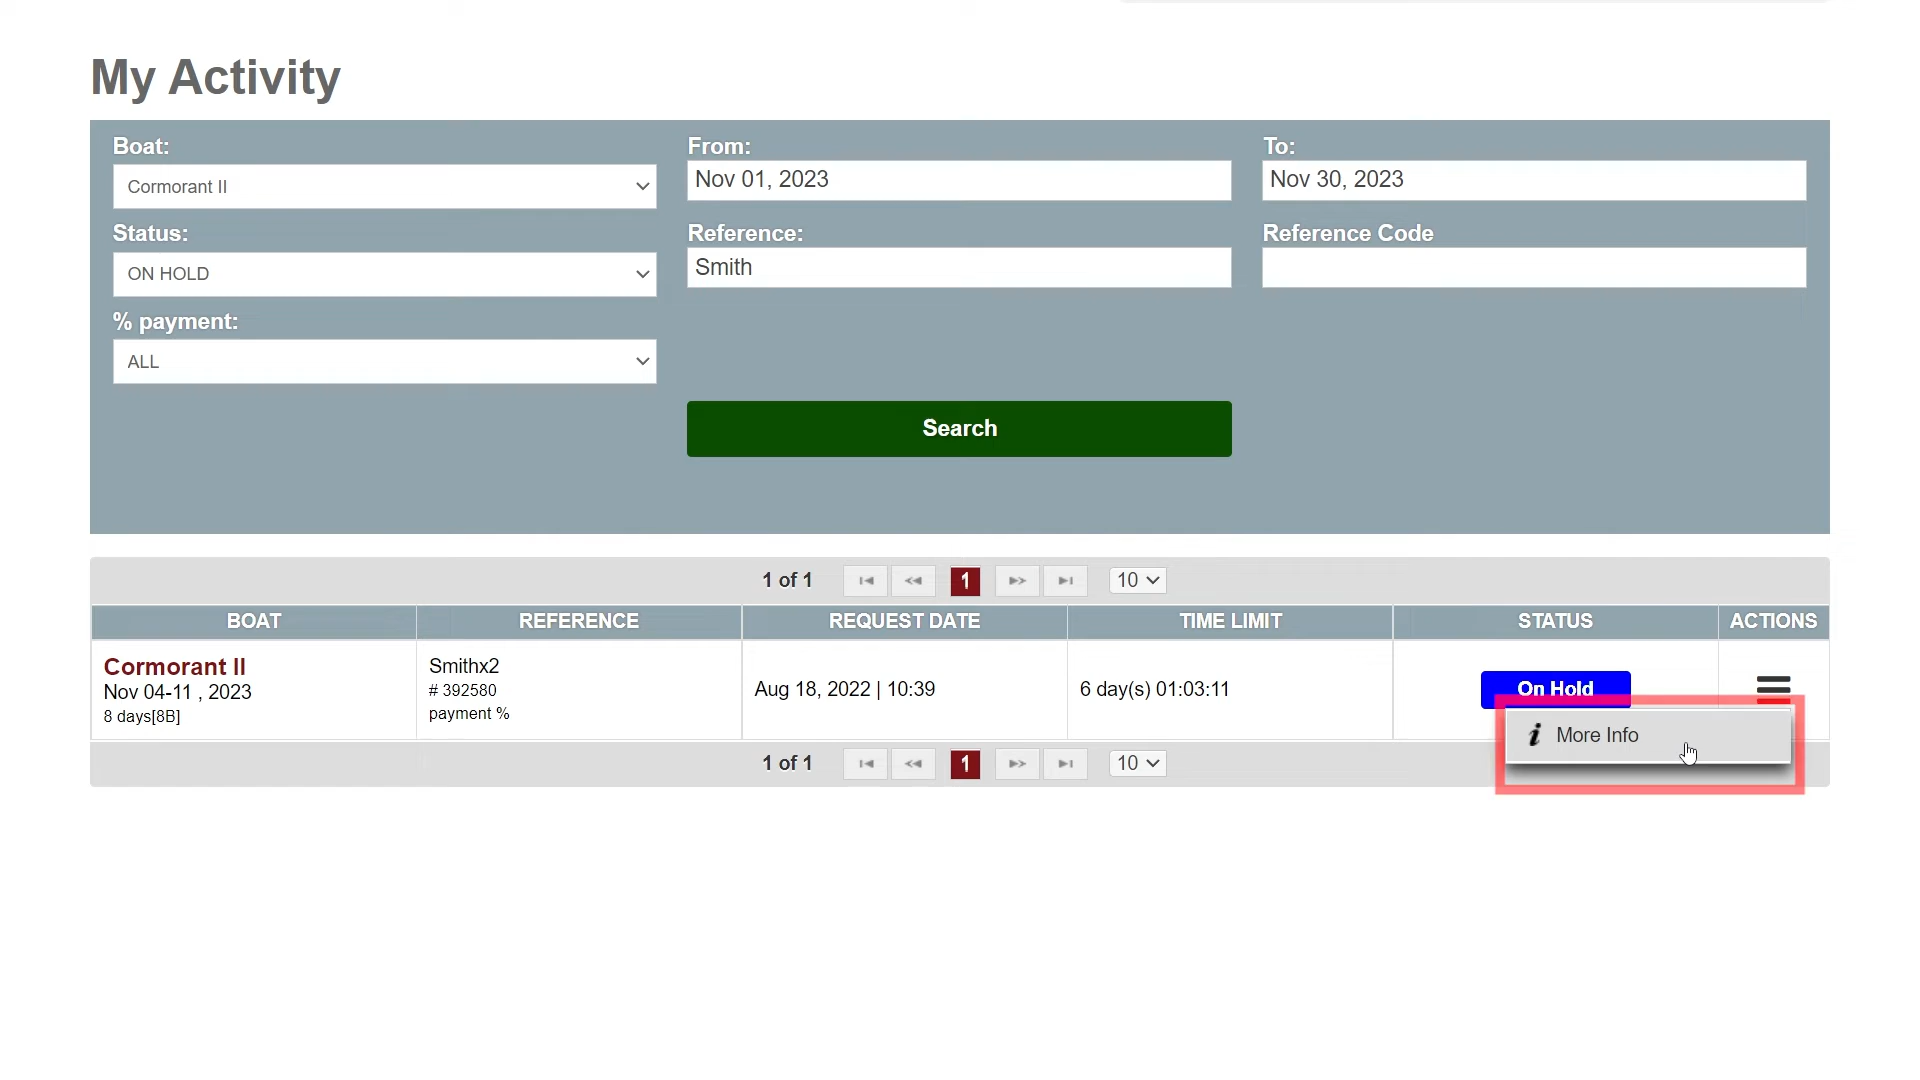 My Activity
Boat:
From:
To:
Cormorant II
Nov 01, 2023
Nov 30, 2023
Status:
Reference:
Reference Code
ON HOLD
Smith
% payment:
ALL
Search
1 of 1
1
10
BOAT
REFERENCE
REQUEST DATE
TIME LIMIT
STATUS
ACTIONS
Cormorant II
Nov 04-11 , 2023
8 days[8B]
Smithx2
# 392580
payment %
Aug 18, 2022 | 10:39
6 day(s) 01:03:11
On Hold
i More Info
1 of 1
1
10